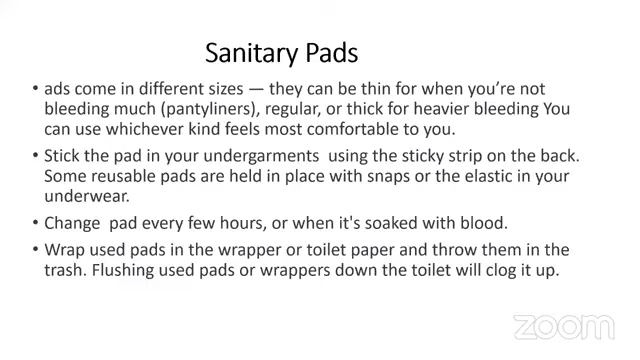 Sanitary Pads
• ads come in different sizes — they can be thin for when you're not
bleeding much (pantyliners), regular, or thick for heavier bleeding You
can use whichever kind feels most comfortable to you.
• Stick the pad in your undergarments  using the sticky strip on the back.
Some reusable pads are held in place with snaps or the elastic in your
underwear.
• Change  pad every few hours, or when it's soaked with blood.
• Wrap used pads in the wrapper or toilet paper and throw them in the
trash. Flushing used pads or wrappers down the toilet will clog it up.
zoom